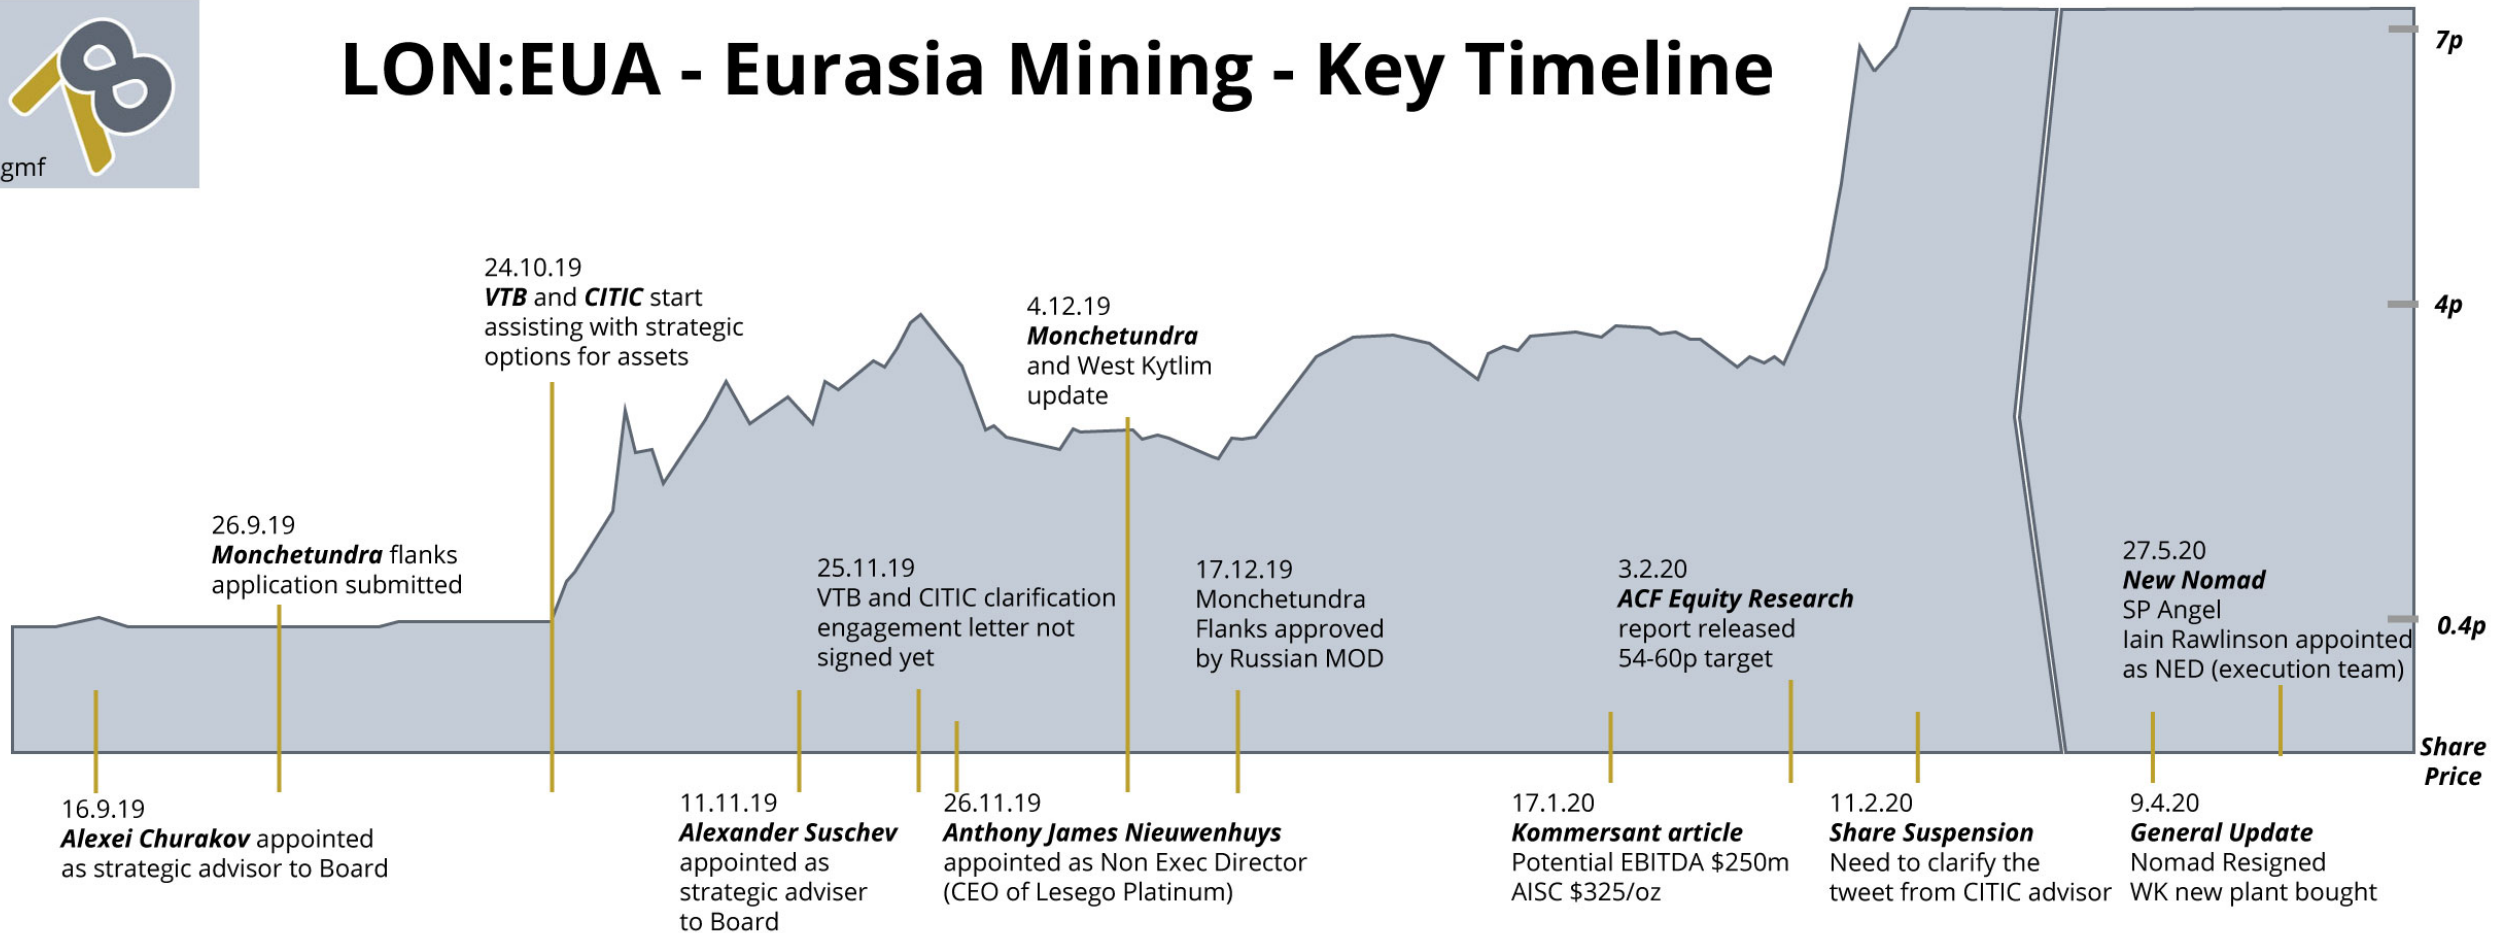 gmf
LON:EUA - Eurasia Mining - Key Timeline
7p
4p
0.4p
Share
Price
24.10.19
VTB and CITIC start
assisting with strategic
options for assets
4.12.19
Monchetundra
and West Kytlim
update
26.9.19
Monchetundra flanks
application submitted
25.11.19
VTB and CITIC clarification
engagement letter not
signed yet
17.12.19
Monchetundra
Flanks approved
by Russian MOD
3.2.20
ACF Equity Research
report released
54-60p target
27.5.20
New Nomad
SP Angel
Iain Rawlinson appointed
as NED (execution team)
16.9.19
Alexei Churakov appointed
as strategic advisor to Board
11.11.19
Alexander Suschev
appointed as
strategic adviser
to Board
26.11.19
Anthony James Nieuwenhuys
appointed as Non Exec Director
(CEO of Lesego Platinum)
17.1.20
Kommersant article
Potential EBITDA $250m
AISC $325/oz
11.2.20
Share Suspension
Need to clarify the
tweet from CITIC advisor
9.4.20
General Update
Nomad Resigned
WK new plant bought